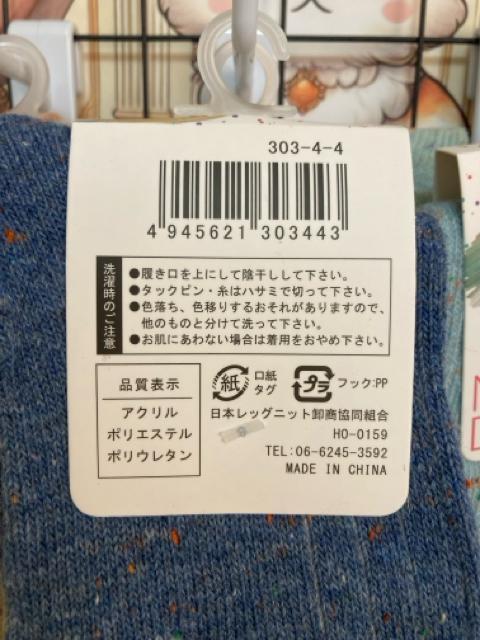 303-4-4
4 945621 303443
洗濯時のご注意
●履き口を上にして陰干しして下さい。
●タックピン・糸はハサミで切って下さい。
●色落ち、色移りするおそれがありますので、
他のものと分けて洗って下さい。
●お肌にあわない場合は着用をおやめ下さい。
品質表示
アクリル
ポリエステル
ポリウレタン
紙 口紙
タグ
プラ フック:PP
日本レッグニット卸商協同組合
HO-0159
TEL:06-6245-3592
MADE IN CHINA